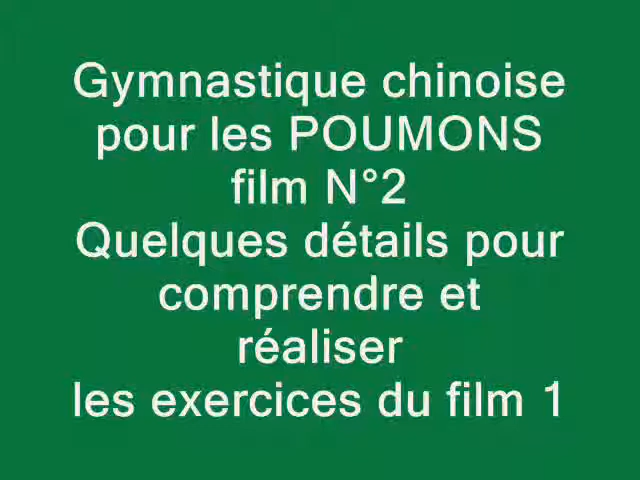 Gymnastique chinoise
pour les POUMONS
film N°2
Quelques détails pour
comprendre et
réaliser
les exercices du film 1